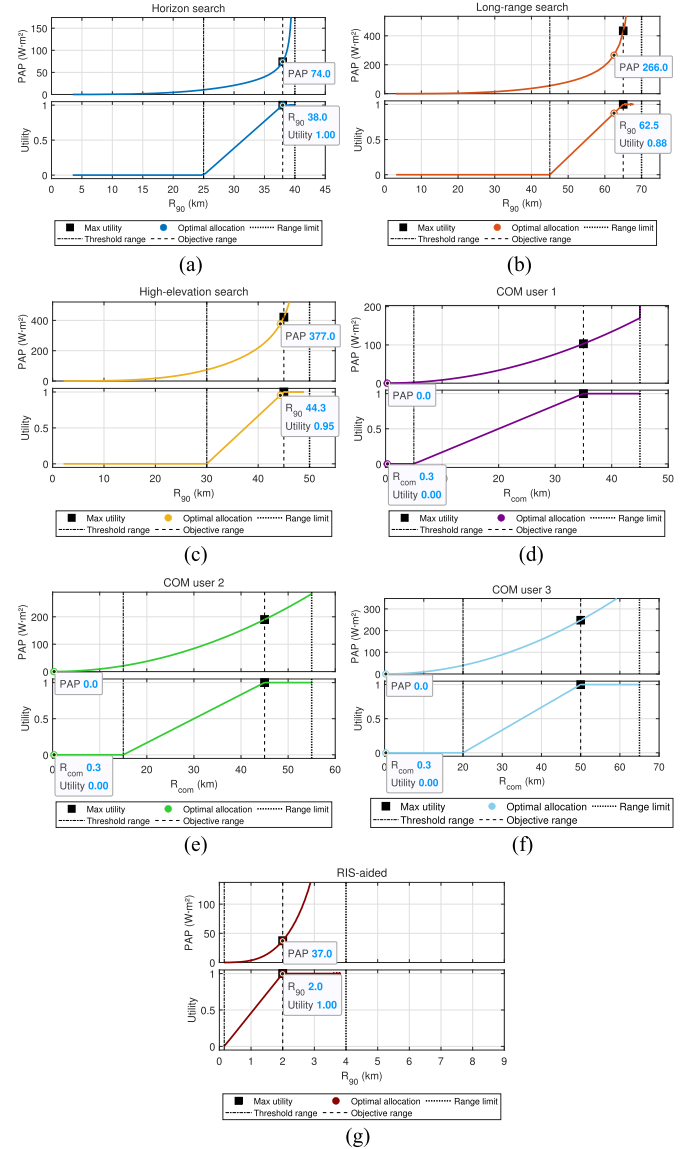 Horizon search
PAP (W·m²)
150
100
50
0
PAP 74.0
Utility
1
0.5
0
R90 38.0
Utility 1.00
5 10 15 20 25 30 35 40 45
R90 (km)
Max utility Optimal allocation Range limit
Threshold range Objective range
(a)
Long-range search
PAP (W·m²)
400
200
0
PAP 266.0
Utility
1
0.5
0
R90 62.5
Utility 0.88
0 10 20 30 40 50 60 70
R90 (km)
Max utility Optimal allocation Range limit
Threshold range Objective range
(b)
High-elevation search
PAP (W·m²)
400
200
0
PAP 377.0
Utility
1
0.5
0
R90 44.3
Utility 0.95
0 10 20 30 40 50
R90 (km)
Max utility Optimal allocation Range limit
Threshold range Objective range
(c)
COM user 1
PAP (W·m²)
200
100
0
PAP 0.0
Utility
1
0.5
0
Rcom 0.3
Utility 0.00
10 20 30 40 50
Rcom (km)
Max utility Optimal allocation Range limit
Threshold range Objective range
(d)
COM user 2
PAP (W·m²)
200
100
0
PAP 0.0
Utility
1
0.5
0
Rcom 0.3
Utility 0.00
20 30 40 50 60
Rcom (km)
Max utility Optimal allocation Range limit
Threshold range Objective range
(e)
COM user 3
PAP (W·m²)
300
200
100
0
PAP 0.0
Utility
1
0.5
0
Rcom 0.3
Utility 0.00
20 30 40 50 60 70
Rcom (km)
Max utility Optimal allocation Range limit
Threshold range Objective range
(f)
RIS-aided
PAP (W·m²)
100
50
0
PAP 37.0
Utility
1
0.5
0
R90 2.0
Utility 1.00
0 1 2 3 4 5 6 7 8 9
R90 (km)
Max utility Optimal allocation Range limit
Threshold range Objective range
(g)